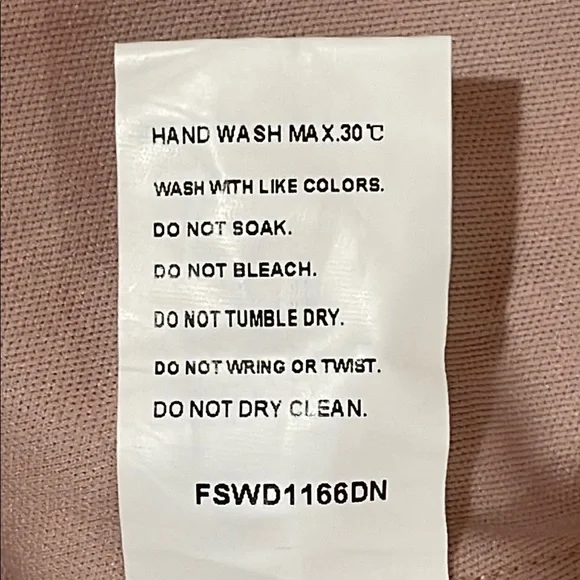 HAND WASH MAX.30℃
WASH WITH LIKE COLORS.
DO NOT SOAK.
DO NOT BLEACH.
DO NOT TUMBLE DRY.
DO NOT WRING OR TWIST.
DO NOT DRY CLEAN.
FSWD1166DN